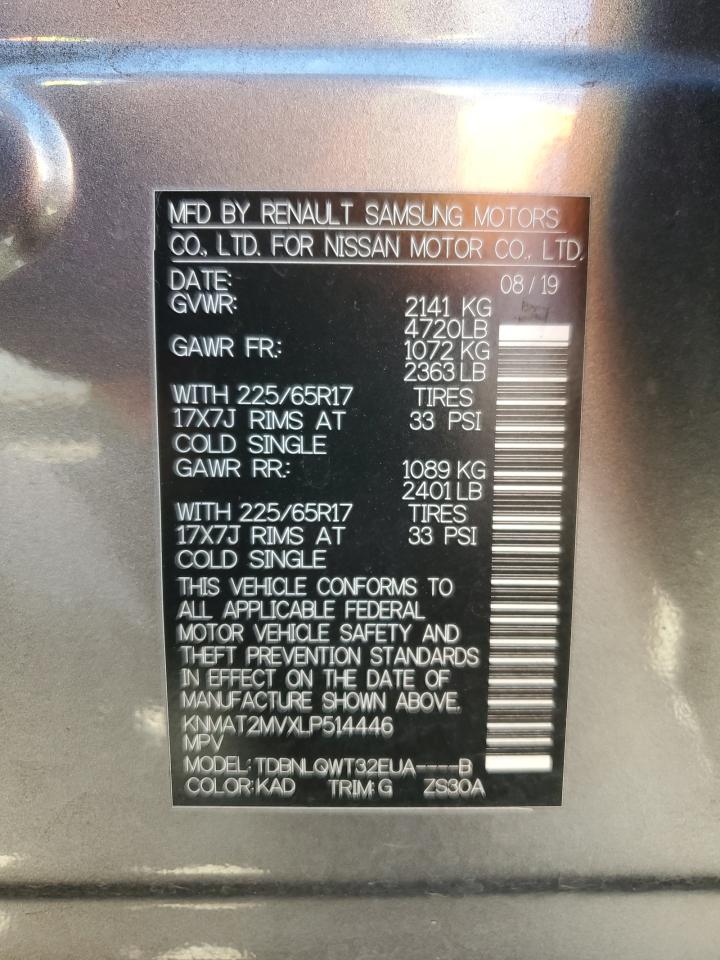 MFD BY RENAULT SAMSUNG MOTORS
CO., LTD. FOR NISSAN MOTOR CO., LTD.
DATE: 08/19
GVWR: 2141 KG
4720LB
GAWR FR.: 1072 KG
2363LB
WITH 225/65R17 TIRES
17X7J RIMS AT 33 PSI
COLD SINGLE
GAWR RR.: 1089 KG
2401LB
WITH 225/65R17 TIRES
17X7J RIMS AT 33 PSI
COLD SINGLE
THIS VEHICLE CONFORMS TO
ALL APPLICABLE FEDERAL
MOTOR VEHICLE SAFETY AND
THEFT PREVENTION STANDARDS
IN EFFECT ON THE DATE OF
MANUFACTURE SHOWN ABOVE.
KNMAT2MVXLP514446
MPV
MODEL: TDBNLQWT32EUA----B
COLOR:KAD TRIM:G ZS30A